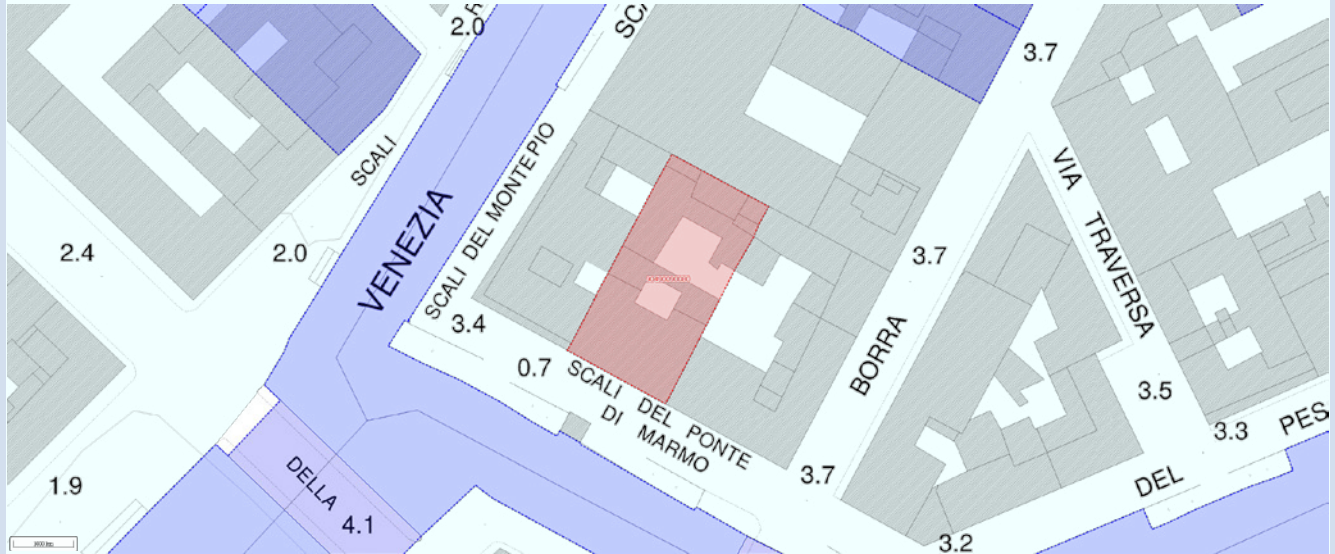 2.0
SCALI
3.7
SCALI
SCALI DEL MONTE PIO
VIA TRAVERSA
VENEZIA
2.4
2.0
3.7
3.4
0.7
BORRA
SCALI DEL PONTE
DI MARMO
3.5
3.3
PES
DEL
DELLA
4.1
1.9
3.7
3.2